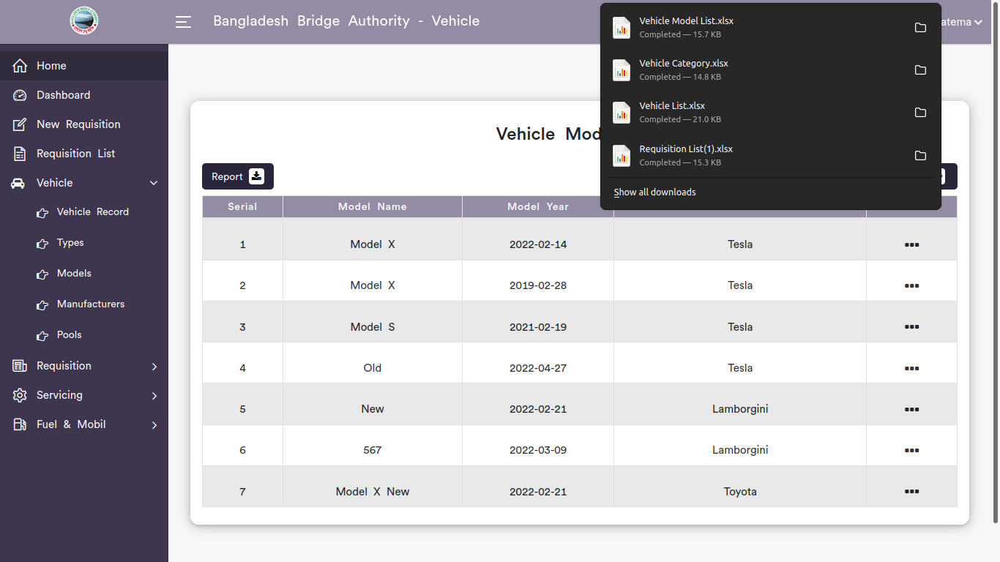 Bangladesh Bridge Authority - Vehicle
atema
Home
Dashboard
New Requisition
Requisition List
Vehicle
Vehicle Record
Types
Models
Manufacturers
Pools
Requisition
Servicing
Fuel & Mobil
Vehicle Model List.xlsx
Completed — 15.7 KB
Vehicle Category.xlsx
Completed — 14.8 KB
Vehicle List.xlsx
Completed — 21.0 KB
Requisition List(1).xlsx
Completed — 15.3 KB
Show all downloads
Vehicle Mod
Report
Serial Model Name Model Year
1 Model X 2022-02-14 Tesla
2 Model X 2019-02-28 Tesla
3 Model S 2021-02-19 Tesla
4 Old 2022-04-27 Tesla
5 New 2022-02-21 Lamborgini
6 567 2022-03-09 Lamborgini
7 Model X New 2022-02-21 Toyota